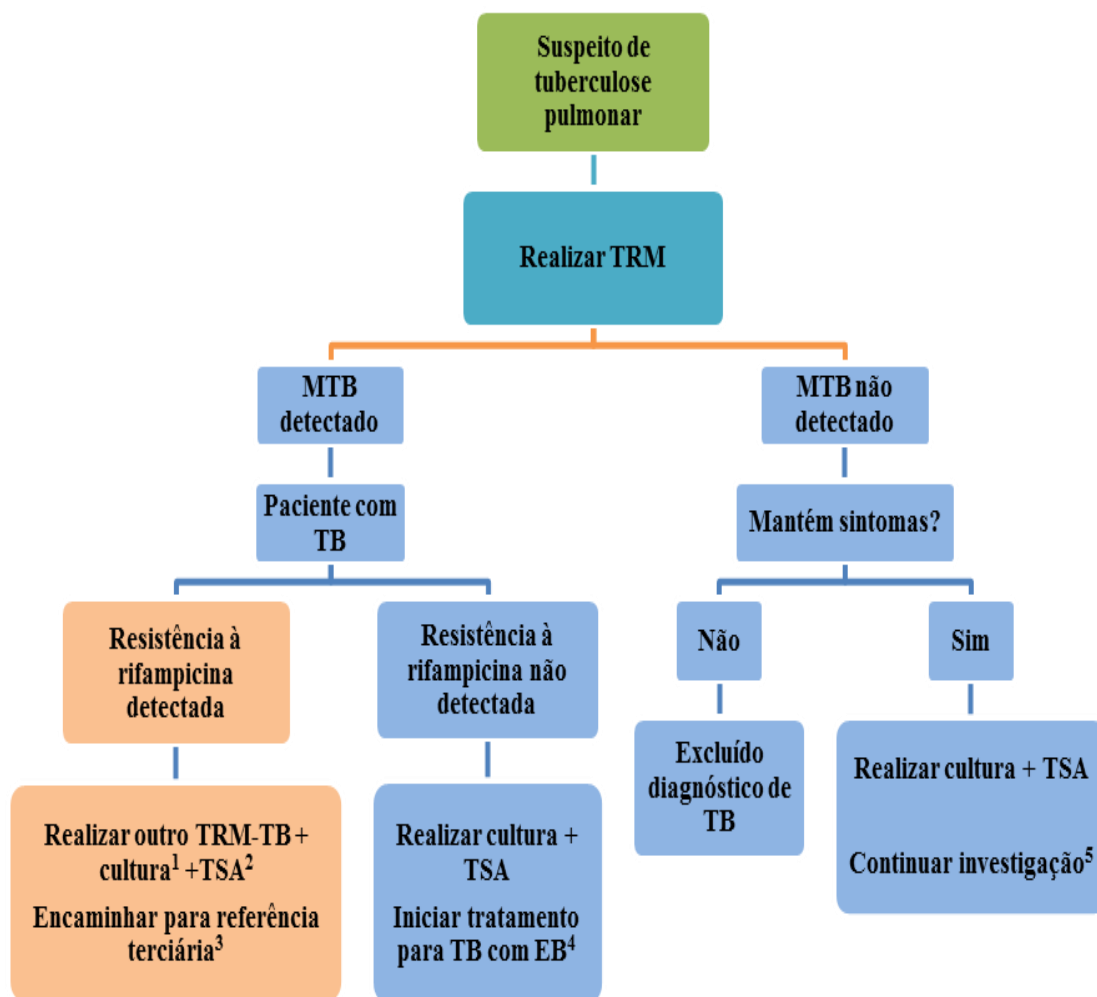 Suspeito de
tuberculose
pulmonar
Realizar TRM
MTB
detectado
MTB não
detectado
Paciente com
TB
Mantém sintomas?
Resistência à
rifampicina
detectada
Resistência à
rifampicina não
detectada
Não
Sim
Realizar outro TRM-TB +
cultura¹ +TSA²
Encaminhar para referência
terciária³
Realizar cultura +
TSA
Iniciar tratamento
para TB com EB⁴
Excluído
diagnóstico de
TB
Realizar cultura + TSA
Continuar investigação⁵